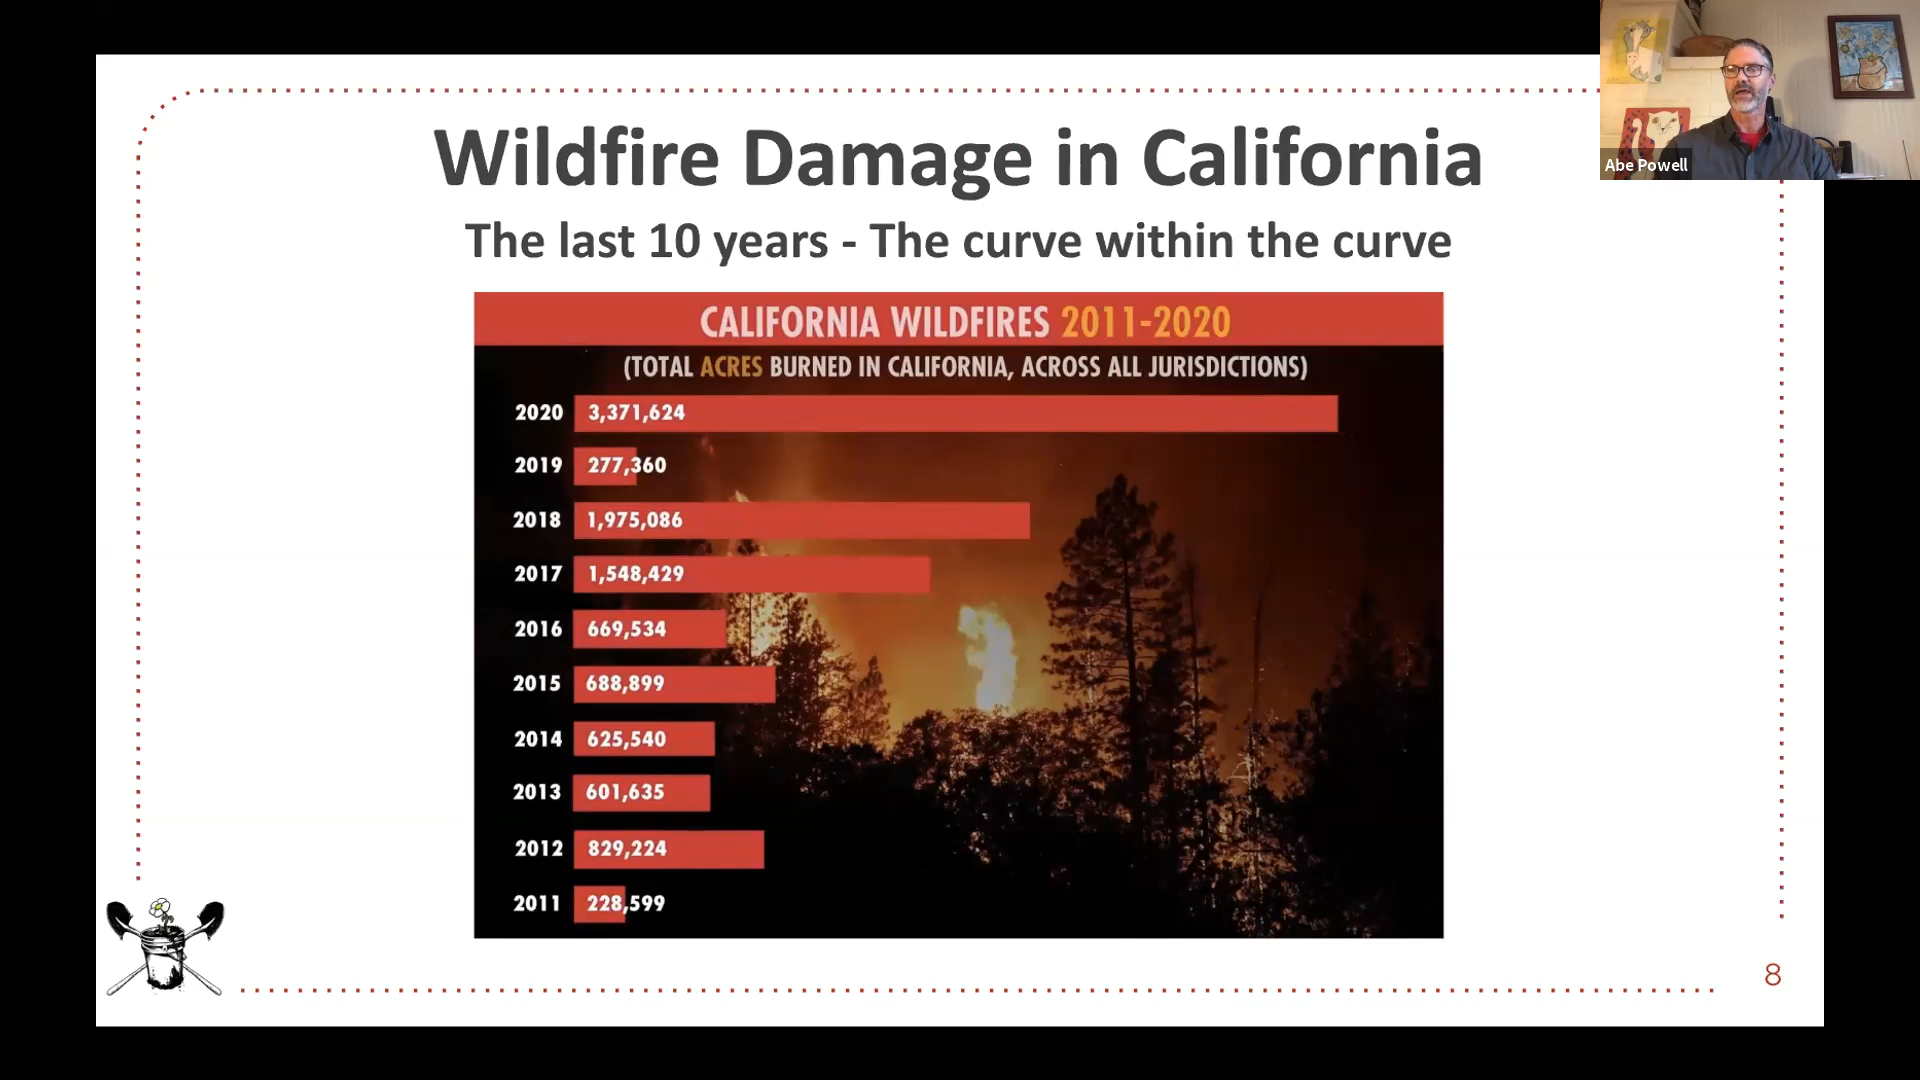 Abe Powell
Wildfire Damage in California
The last 10 years - The curve within the curve
CALIFORNIA WILDFIRES 2011-2020
(TOTAL ACRES BURNED IN CALIFORNIA, ACROSS ALL JURISDICTIONS)
2020 3,371,624
2019 277,360
2018 1,975,086
2017 1,548,429
2016 669,534
2015 688,899
2014 625,540
2013 601,635
2012 829,224
2011 228,599
8